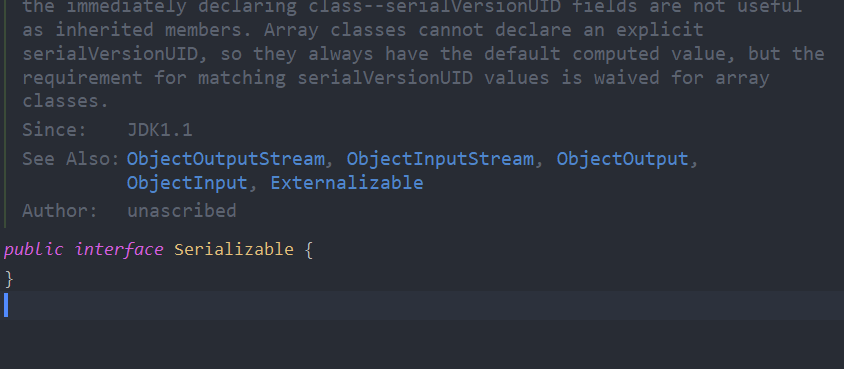 the immediately declaring class--serialVersionUID fields are not useful
as inherited members. Array classes cannot declare an explicit
serialVersionUID, so they always have the default computed value, but the
requirement for matching serialVersionUID values is waived for array
classes.
Since: JDK1.1
See Also: ObjectOutputStream, ObjectInputStream, ObjectOutput,
ObjectInput, Externalizable
Author: unascribed
public interface Serializable {
}